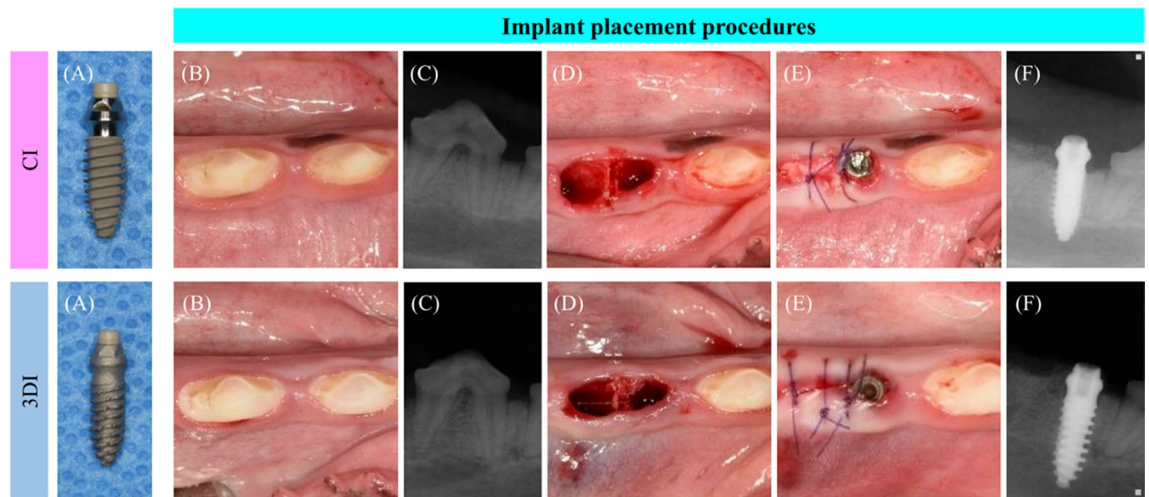 Implant placement procedures
CI
(A)
(B)
(C)
(D)
(E)
(F)
3DI
(A)
(B)
(C)
(D)
(E)
(F)